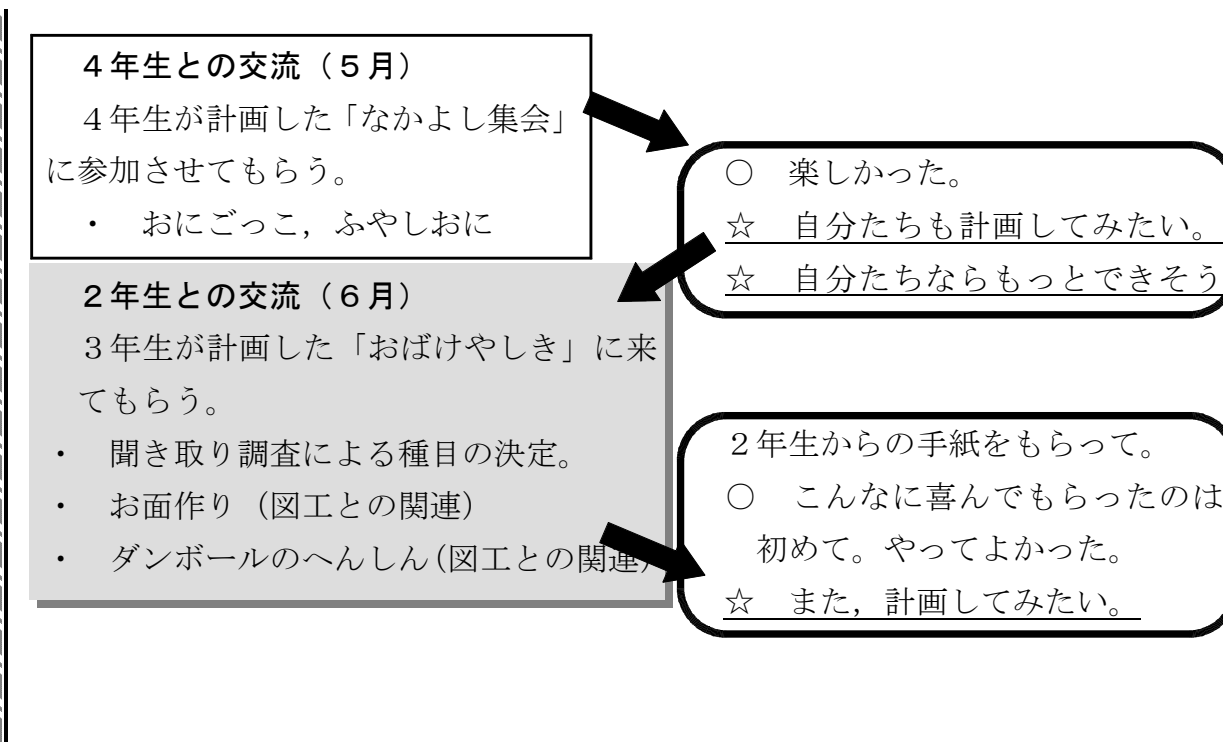 ４年生との交流（５月）
４年生が計画した「なかよし集会」
に参加させてもらう。
・　おにごっこ，ふやしおに
○　楽しかった。
☆　自分たちも計画してみたい。
☆　自分たちならもっとできそう
２年生との交流（６月）
３年生が計画した「おばけやしき」に来
てもらう。
・　聞き取り調査による種目の決定。
・　お面作り（図工との関連）
・　ダンボールのへんしん（図工との関連）
２年生からの手紙をもらって。
○　こんなに喜んでもらったのは
初めて。やってよかった。
☆　また，計画してみたい。